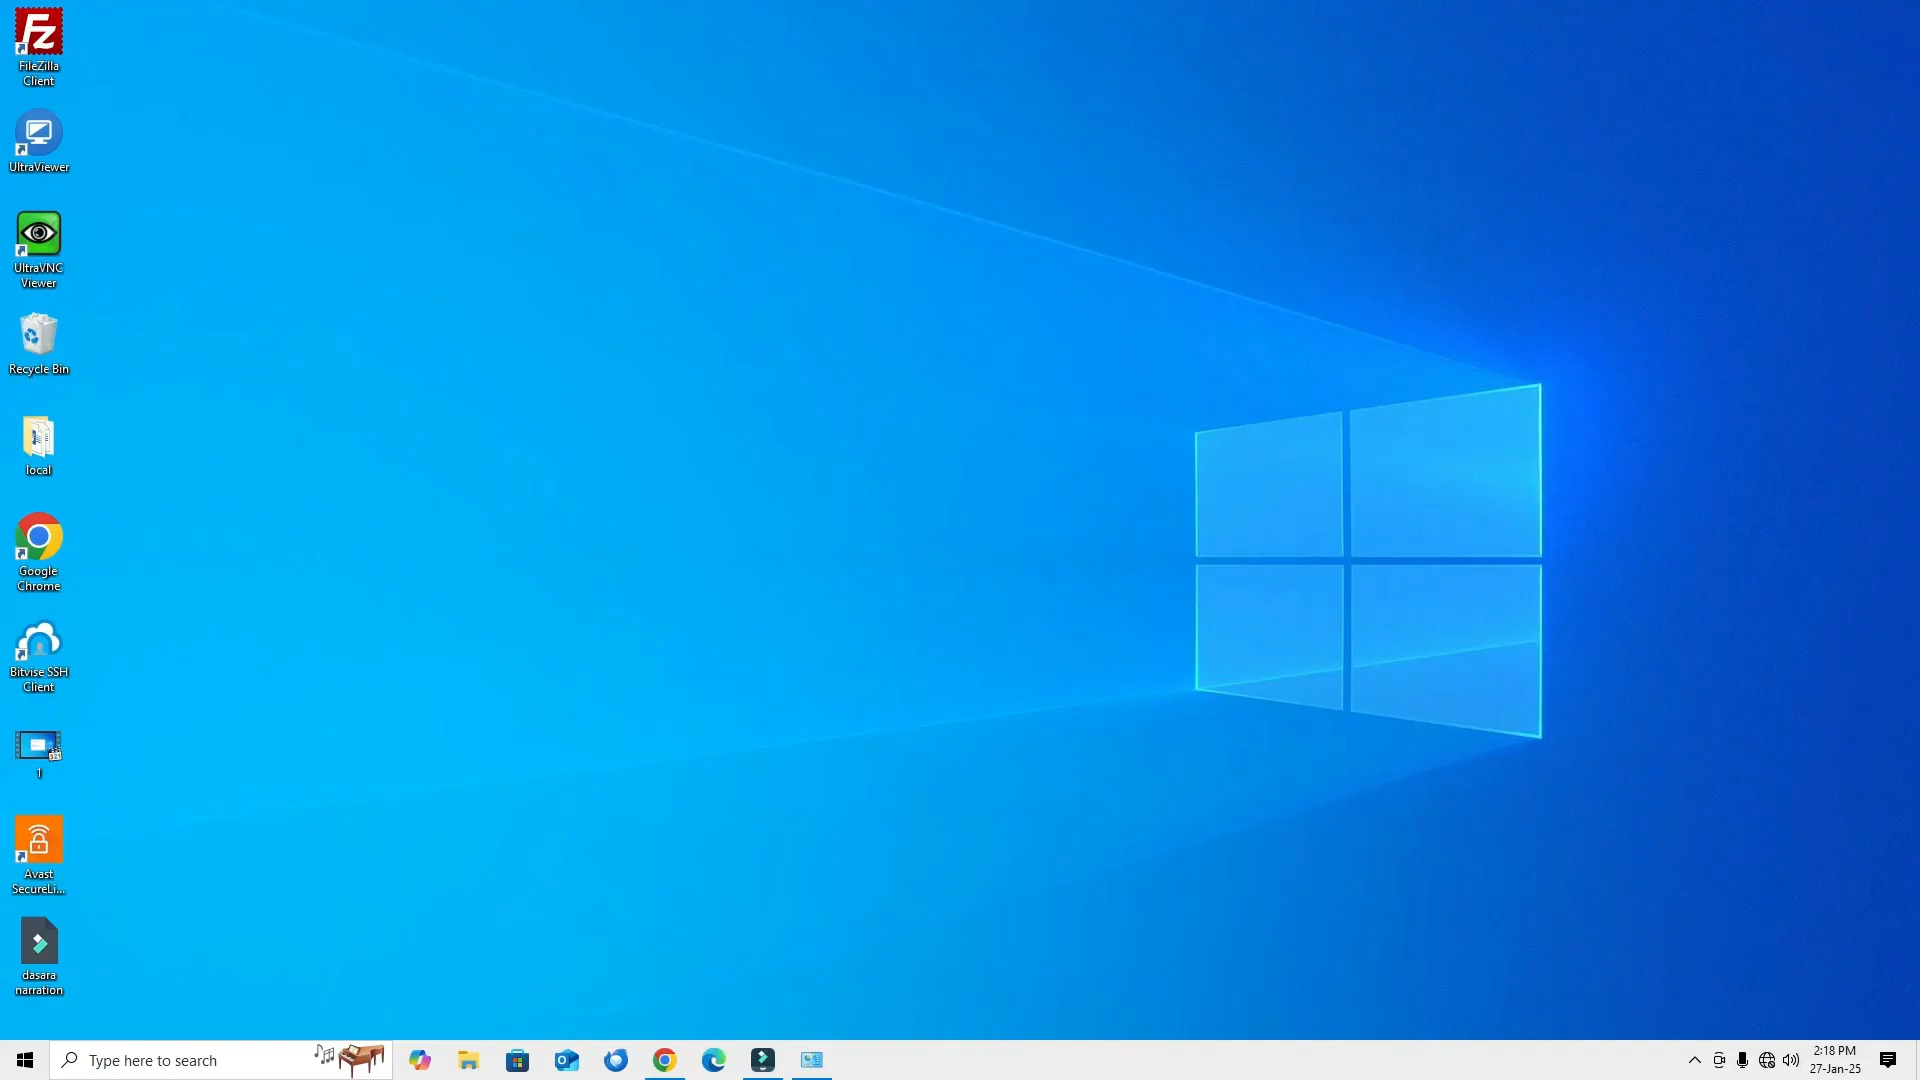 FileZilla
Client
UltraViewer
UltraVNC
Viewer
Recycle Bin
local
Google
Chrome
Bitvise SSH
Client
1
Avast
SecureLi...
dasara
narration
Type here to search
2:18 PM
27-Jan-25